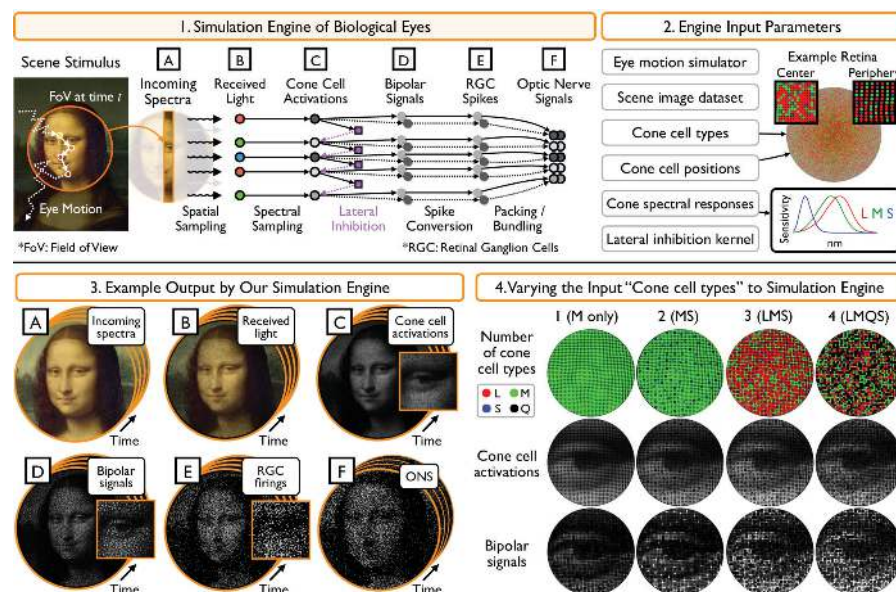 1. Simulation Engine of Biological Eyes
Scene Stimulus
FoV at time t
Eye Motion
*FoV: Field of View
A
B
C
D
E
F
Incoming Spectra
Received Light
Cone Cell Activations
Bipolar Signals
RGC Spikes
Optic Nerve Signals
Spatial Sampling
Spectral Sampling
Lateral Inhibition
Spike Conversion
Packing / Bundling
*RGC: Retinal Ganglion Cells
2. Engine Input Parameters
Eye motion simulator
Scene image dataset
Cone cell types
Cone cell positions
Cone spectral responses
Lateral inhibition kernel
Example Retina
Center
Periphery
Sensitivity
L M S
nm
3. Example Output by Our Simulation Engine
A
Incoming spectra
Time
B
Received light
Time
C
Cone cell activations
Time
D
Bipolar signals
Time
E
RGC firings
Time
F
ONS
Time
4. Varying the Input "Cone cell types" to Simulation Engine
1 (M only)
2 (MS)
3 (LMS)
4 (LMQS)
Number of cone cell types
L
M
S
Q
Cone cell activations
Bipolar signals